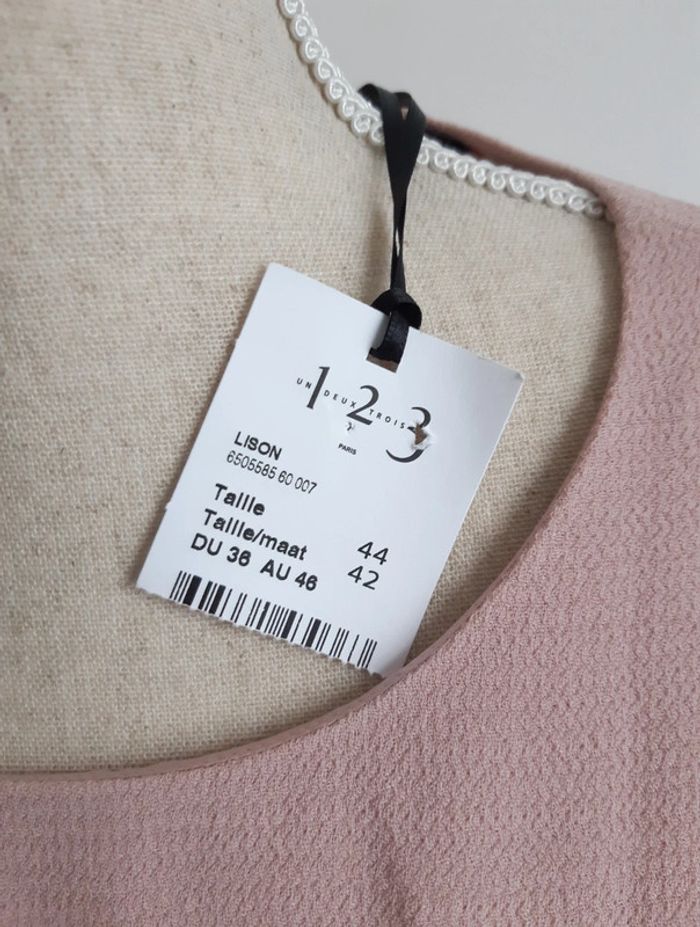 1 2 3
UN DEUX TROIS
PARIS
LISON
6505585 60 007
Taille 44
Taille/maat 42
DU 36 AU 46